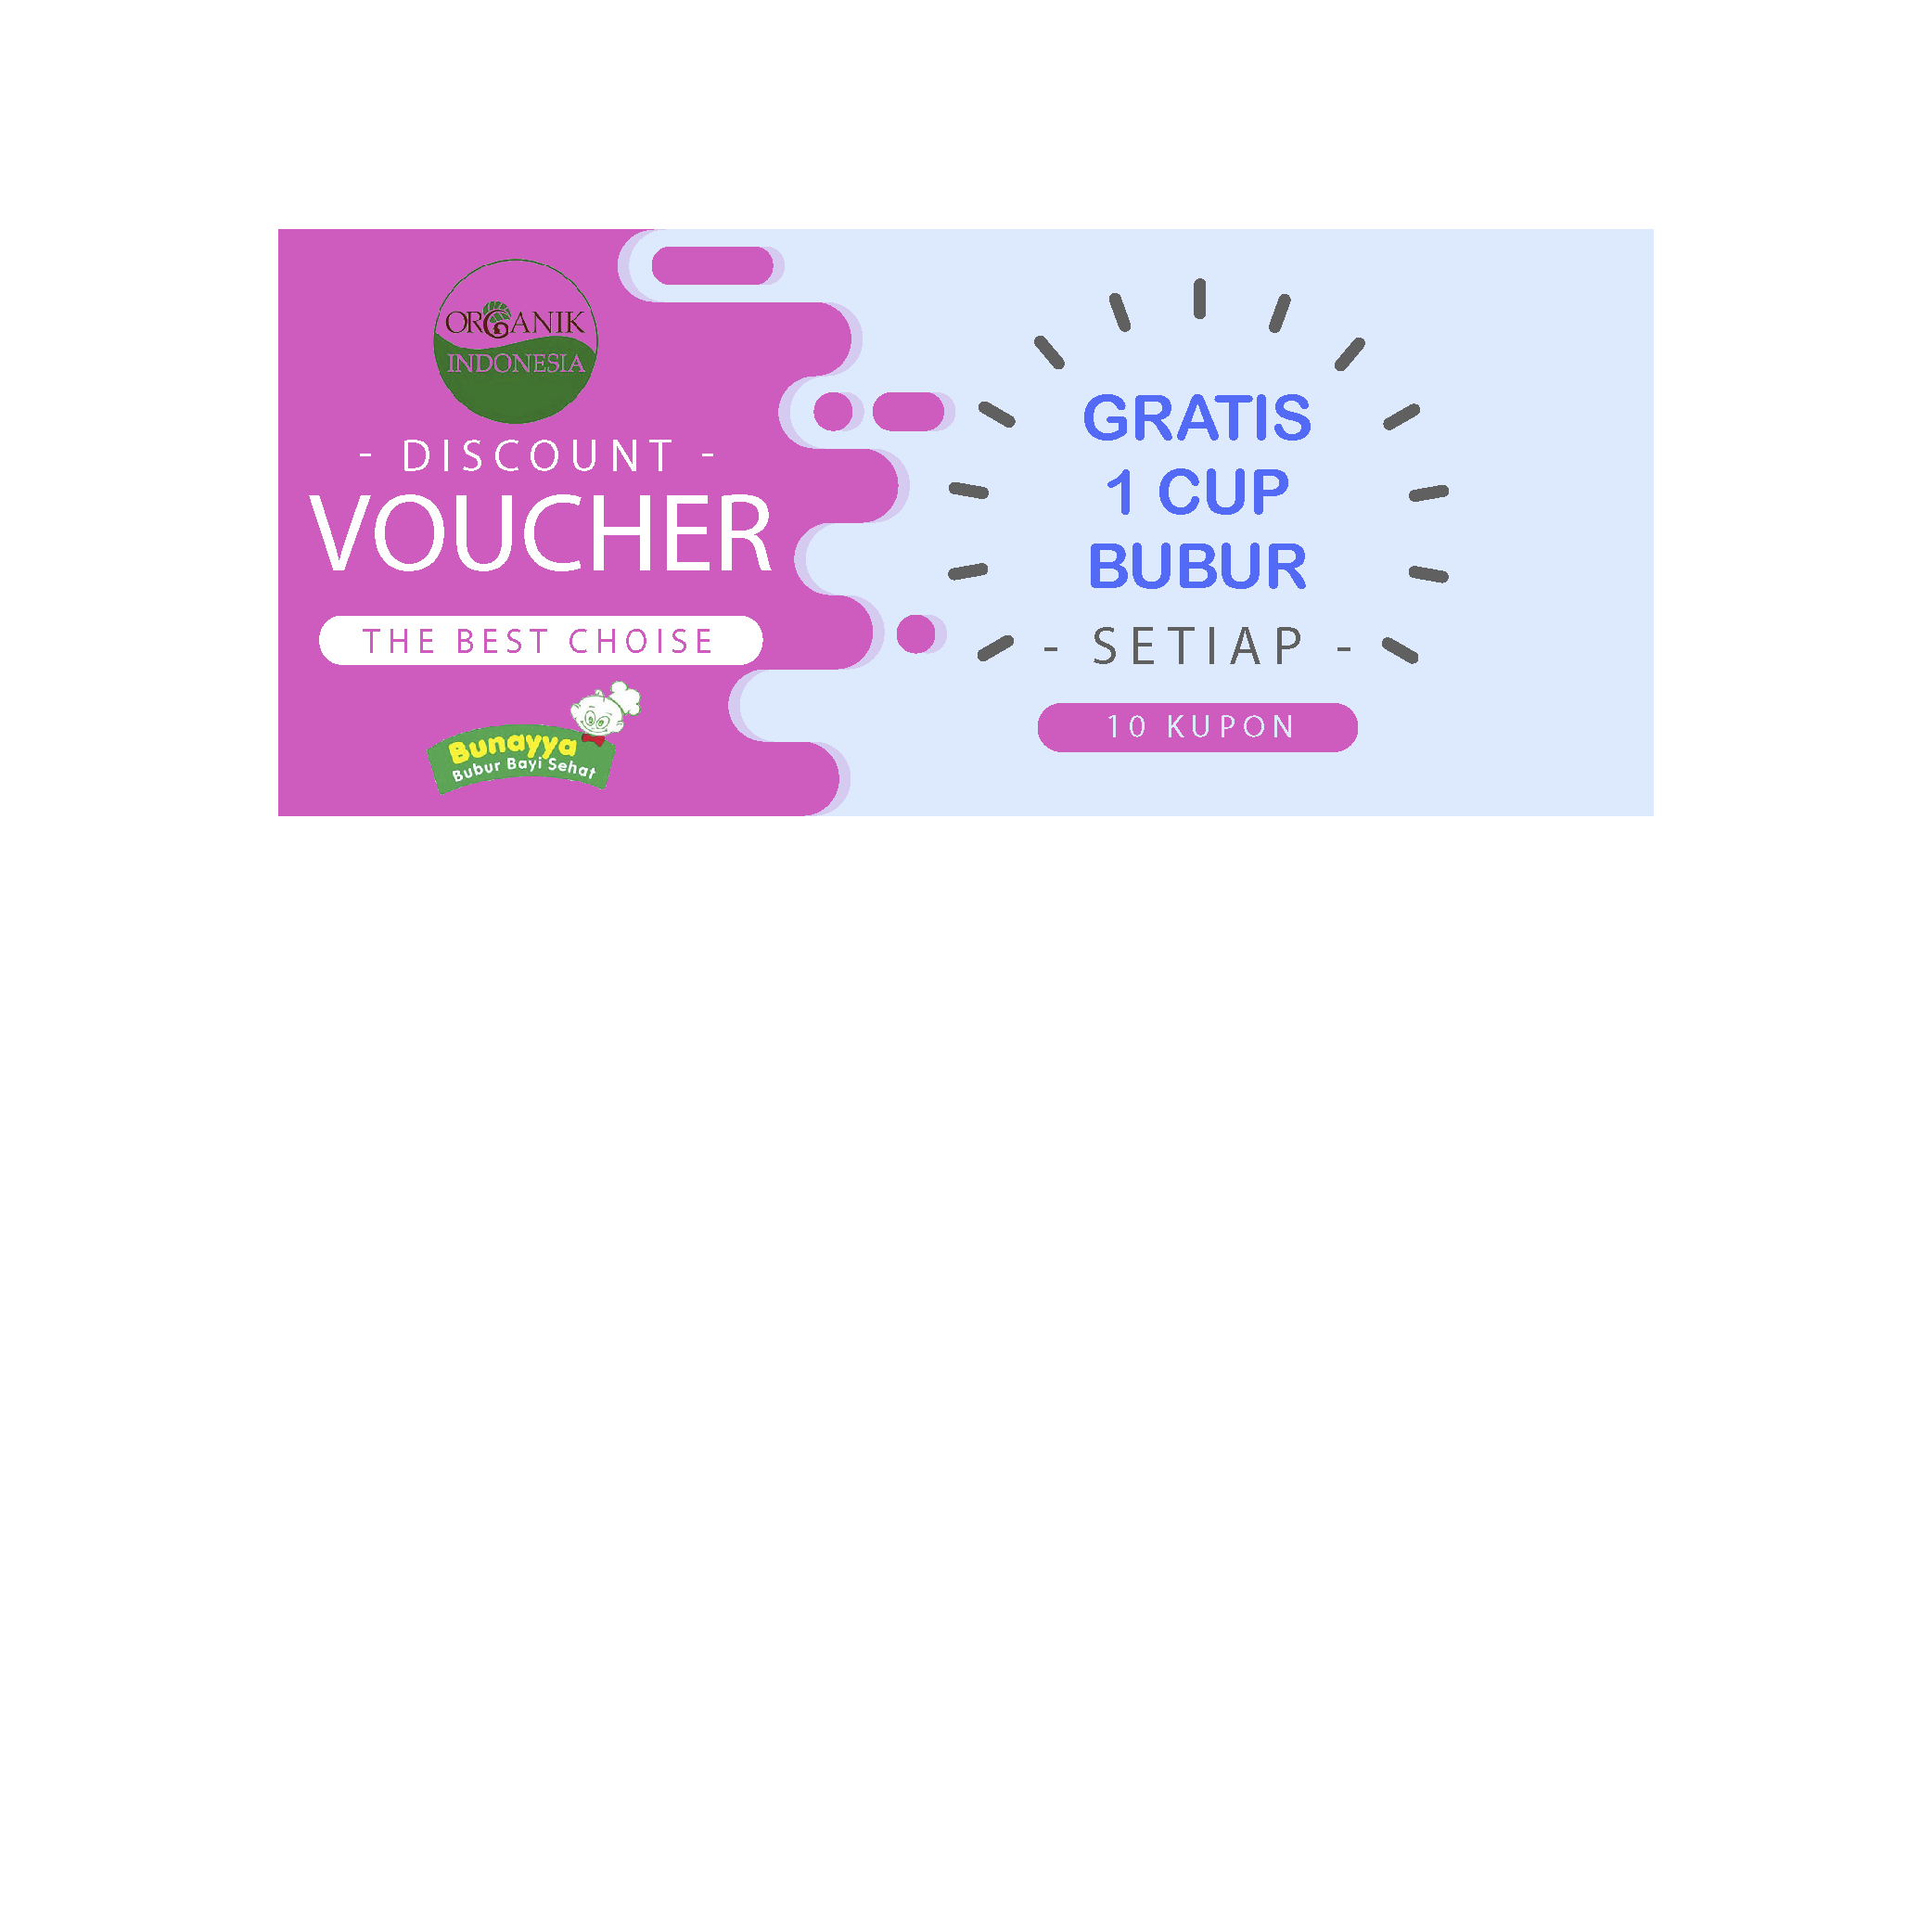 ORGANIK
INDONESIA
- DISCOUNT -
VOUCHER
THE BEST CHOISE
Bunayya
Bubur Bayi Sehat
GRATIS
1 CUP
BUBUR
- SETIAP -
10 KUPON